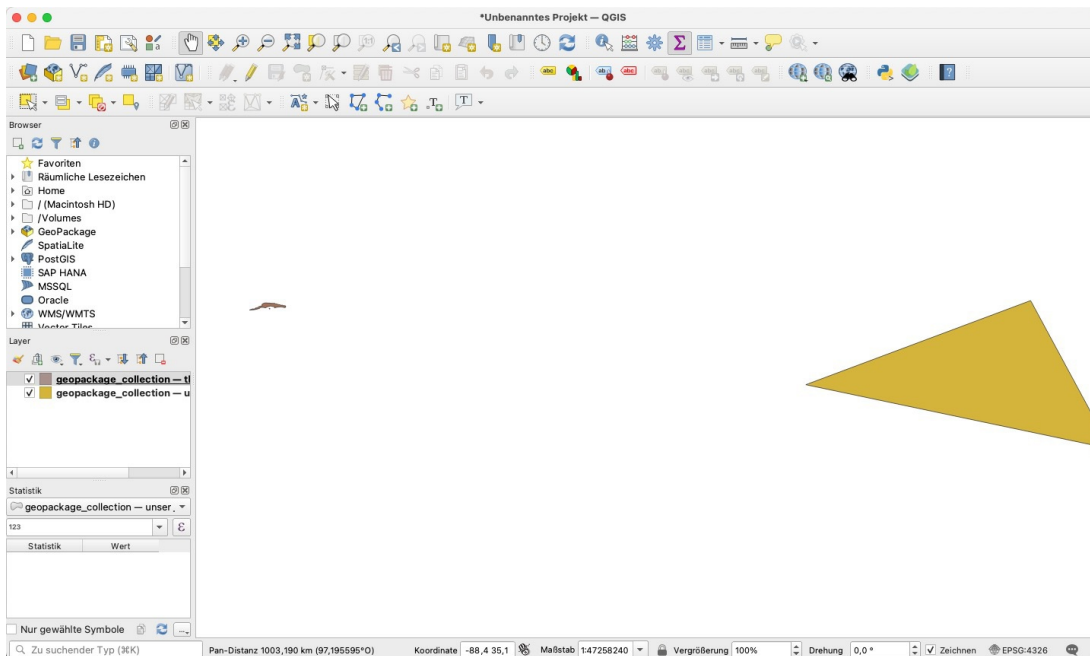 *Unbenanntes Projekt — QGIS
Browser
Favoriten
Räumliche Lesezeichen
Home
/ (Macintosh HD)
/Volumes
GeoPackage
SpatiaLite
PostGIS
SAP HANA
MSSQL
Oracle
WMS/WMTS
Vector Tiles
Layer
geopackage_collection — tl
geopackage_collection — u
Statistik
geopackage_collection — unser
123
ε
Statistik Wert
Nur gewählte Symbole
Zu suchender Typ (⌘K) Pan-Distanz 1003,190 km (97,195595°O) Koordinate -88,4 35,1 Maßstab 1:47258240 Vergrößerung 100% Drehung 0,0 ° Zeichnen EPSG:4326